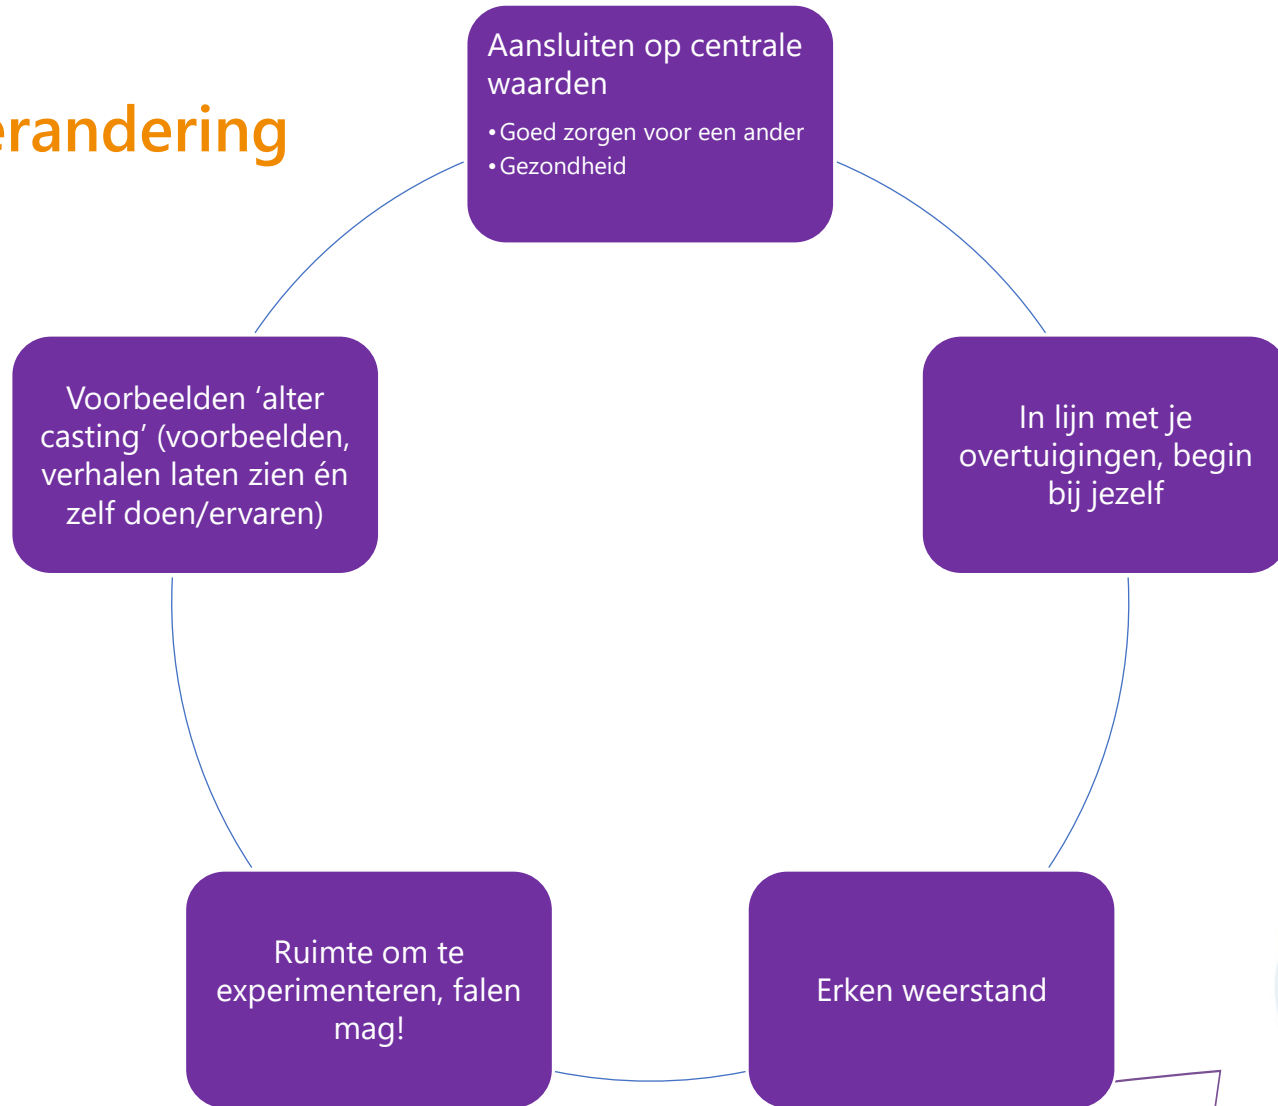 erandering
Aansluiten op centrale
waarden
•Goed zorgen voor een ander
•Gezondheid
In lijn met je
overtuigingen, begin
bij jezelf
Erken weerstand
Ruimte om te
experimenteren, falen
mag!
Voorbeelden ‘alter
casting’ (voorbeelden,
verhalen laten zien én
zelf doen/ervaren)